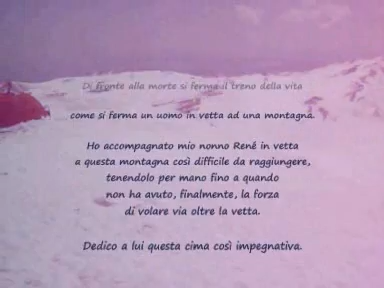 Di fronte alla morte si ferma il treno della vita
come si ferma un uomo in vetta ad una montagna.
Ho accompagnato mio nonno René in vetta
a questa montagna così difficile da raggiungere,
tenendolo per mano fino a quando
non ha avuto, finalmente, la forza
di volare via oltre la vetta.
Dedico a lui questa cima così impegnativa.